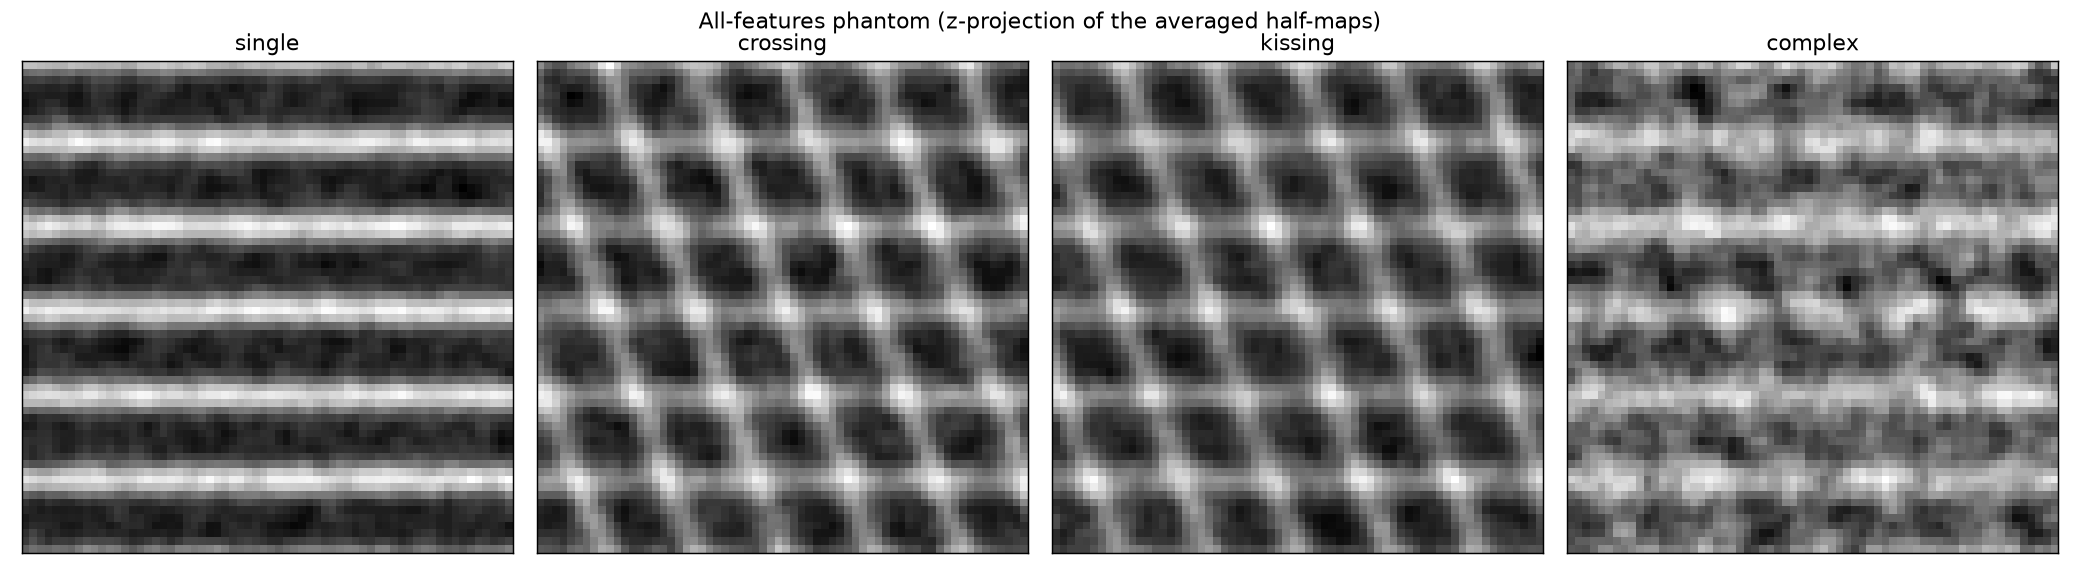 All-features phantom (z-projection of the averaged half-maps)
single
crossing
kissing
complex